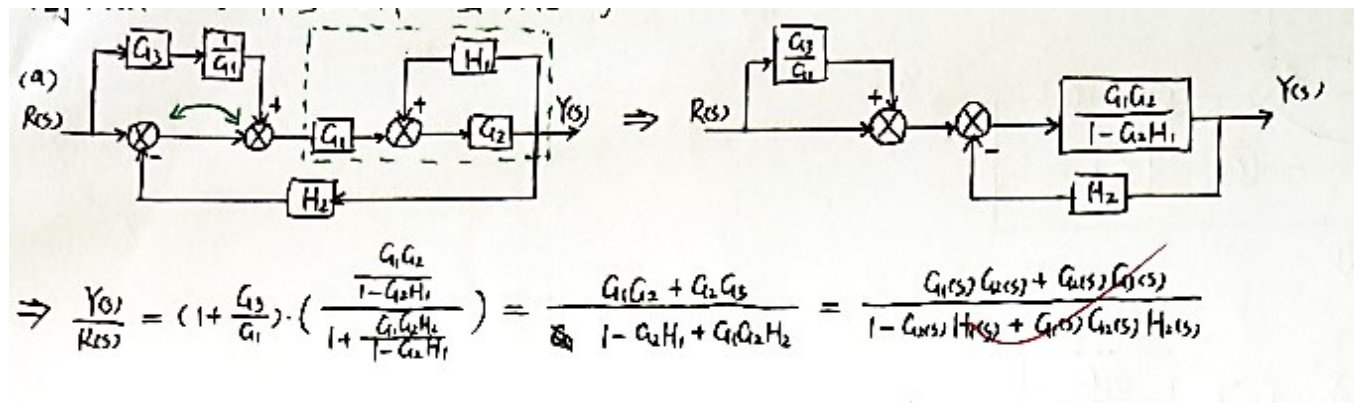 G₃ 1/G₁ H₁ G₃/G₁
(a)
R(s) + G₁ + G₂ Y(s) ⇒ R(s) + G₁G₂/(1-G₂H₁) Y(s)
- H₂ - H₂
⇒ Y(s)/R(s) = (1+G₃/G₁)·((G₁G₂/(1-G₂H₁))/(1+G₁G₂H₂/(1-G₂H₁))) = (G₁G₂+G₂G₃)/(1-G₂H₁+G₁G₂H₂) = (G₁(s)G₂(s)+G₂(s)G₃(s))/(1-G₂(s)H₁(s)+G₁(s)G₂(s)H₂(s))